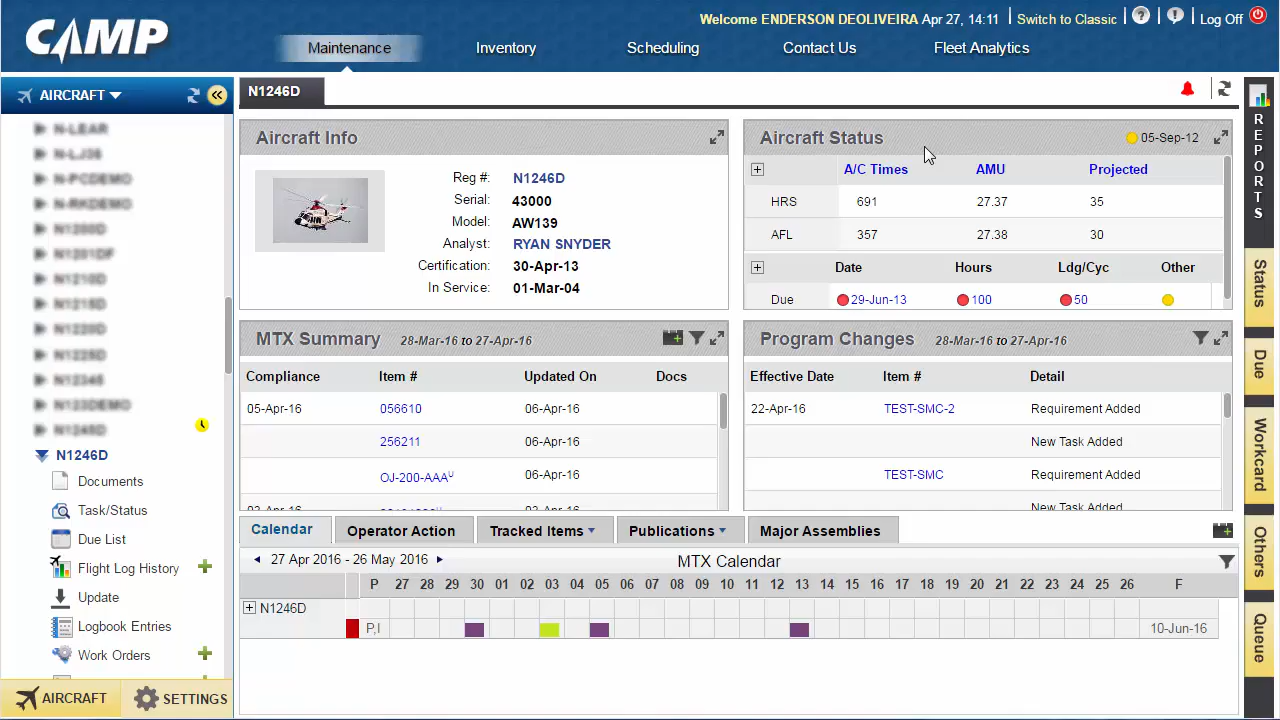 CAMP
Welcome ENDERSON DEOLIVEIRA Apr 27, 14:11 Switch to Classic Log Off
Maintenance Inventory Scheduling Contact Us Fleet Analytics
AIRCRAFT
N-LEAR
N-PCDEMO
N-RKDEMO
N123DEMO
N1246D
Documents
Task/Status
Due List
Flight Log History
Update
Logbook Entries
Work Orders
AIRCRAFT SETTINGS
N1246D
Aircraft Info
Reg #: N1246D
Serial: 43000
Model: AW139
Analyst: RYAN SNYDER
Certification: 30-Apr-13
In Service: 01-Mar-04
Aircraft Status 05-Sep-12
A/C Times AMU Projected
HRS 691 27.37 35
AFL 357 27.38 30
Date Hours Ldg/Cyc Other
Due 29-Jun-13 100 50
MTX Summary 28-Mar-16 to 27-Apr-16
Compliance Item # Updated On Docs
05-Apr-16 056610 06-Apr-16
256211 06-Apr-16
OJ-200-AAAU 06-Apr-16
Program Changes 28-Mar-16 to 27-Apr-16
Effective Date Item # Detail
22-Apr-16 TEST-SMC-2 Requirement Added
New Task Added
TEST-SMC Requirement Added
New Task Added
Calendar Operator Action Tracked Items Publications Major Assemblies
27 Apr 2016 - 26 May 2016 MTX Calendar
P 27 28 29 30 01 02 03 04 05 06 07 08 09 10 11 12 13 14 15 16 17 18 19 20 21 22 23 24 25 26 F
N1246D
P,I 10-Jun-16
REPORTS
Status
Due
Workcard
Others
Queue